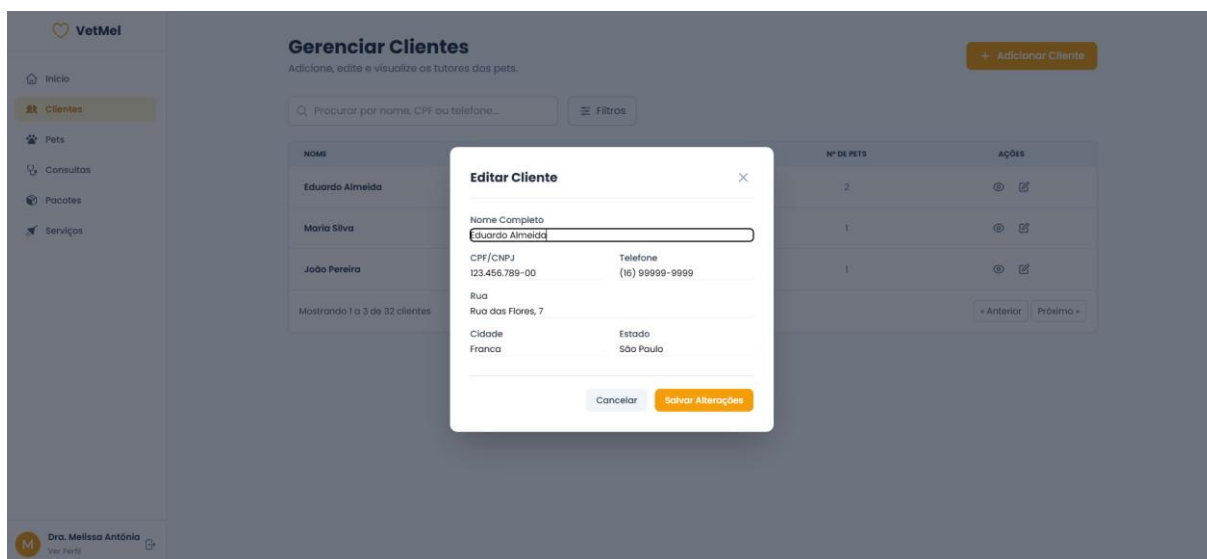 VetMel
Início
Clientes
Pets
Consultas
Pacotes
Serviços
Dra. Melissa Antônia
Ver Perfil
M
Gerenciar Clientes
Adicione, edite e visualize os tutores dos pets.
+ Adicionar Cliente
Procurar por nome, CPF ou telefone...
Filtros
NOME
Nº DE PETS
AÇÕES
Eduardo Almeida
2
Maria Silva
1
João Pereira
1
Mostrando 1 a 3 de 32 clientes
« Anterior
Próximo »
Editar Cliente
Nome Completo
Eduardo Almeida
CPF/CNPJ
Telefone
123.456.789-00
(16) 99999-9999
Rua
Rua das Flores, 7
Cidade
Estado
Franca
São Paulo
Cancelar
Salvar Alterações